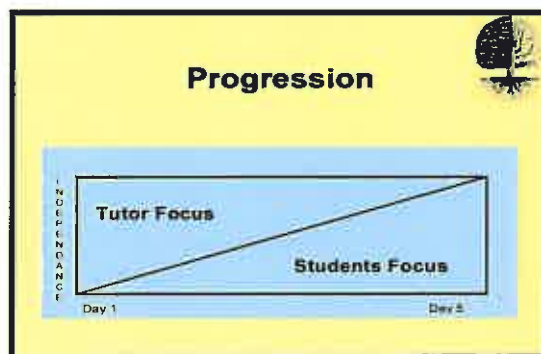 Progression
INDEPENDANCE
Tutor Focus
Students Focus
Day 1
Day 5